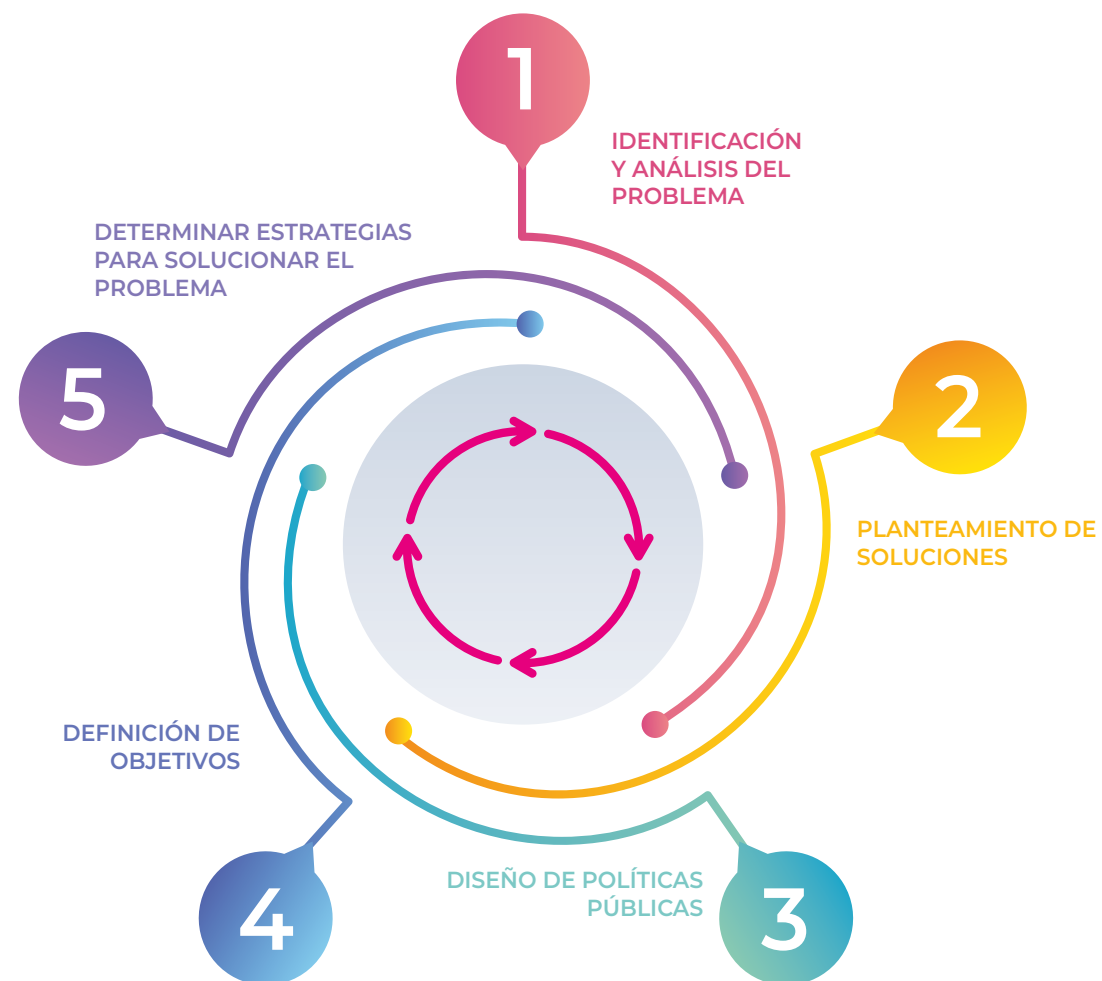 1
IDENTIFICACIÓN
Y ANÁLISIS DEL
PROBLEMA
2
PLANTEAMIENTO DE
SOLUCIONES
3
DISEÑO DE POLÍTICAS
PÚBLICAS
4
DEFINICIÓN DE
OBJETIVOS
5
DETERMINAR ESTRATEGIAS
PARA SOLUCIONAR EL
PROBLEMA